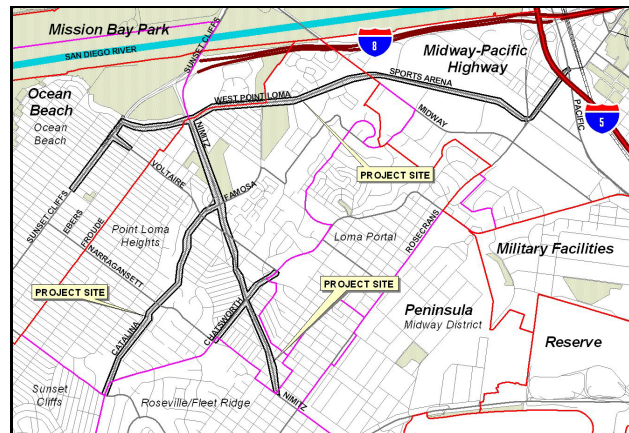 Mission Bay Park
SUNSET CLIFFS
SAN DIEGO RIVER
8
Midway-Pacific
Highway
SPORTS ARENA
WEST POINT LOMA
MIDWAY
PACIFIC
5
Ocean
Beach
Ocean
Beach
NIMITZ
PROJECT SITE
VOLTAIRE
FAMOSA
SUNSET CLIFFS
EBERS
FROUDE
Point Loma
Heights
NARRAGANSETT
Loma Portal
ROSECRANS
Military Facilities
PROJECT SITE
PROJECT SITE
CATALINA
CHATSWORTH
Peninsula
Midway District
Reserve
Sunset
Cliffs
Roseville/Fleet Ridge
NIMITZ